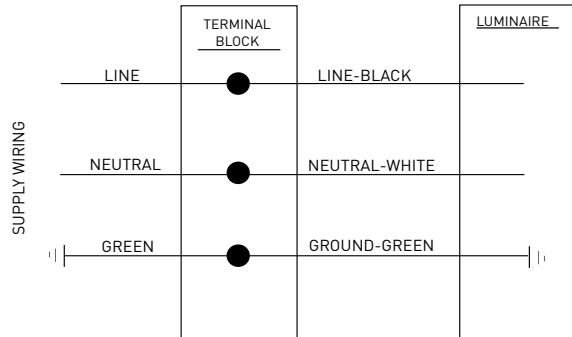 TERMINAL
BLOCK
LUMINAIRE
LINE
LINE-BLACK
SUPPLY WIRING
NEUTRAL
NEUTRAL-WHITE
GREEN
GROUND-GREEN